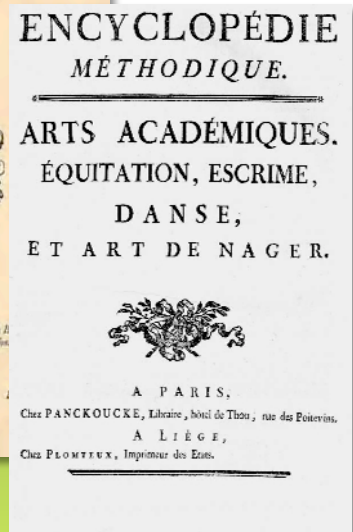 ENCYCLOPÉDIE
MÉTHODIQUE.
ARTS ACADÉMIQUES.
ÉQUITATION, ESCRIME,
DANSE,
ET ART DE NAGER.
A PARIS,
Chez PANCKOUCKE, Libraire, hôtel de Thou, rue des Poitevins.
A LIÈGE,
Chez PLOMTEUX, Imprimeur des Etats.